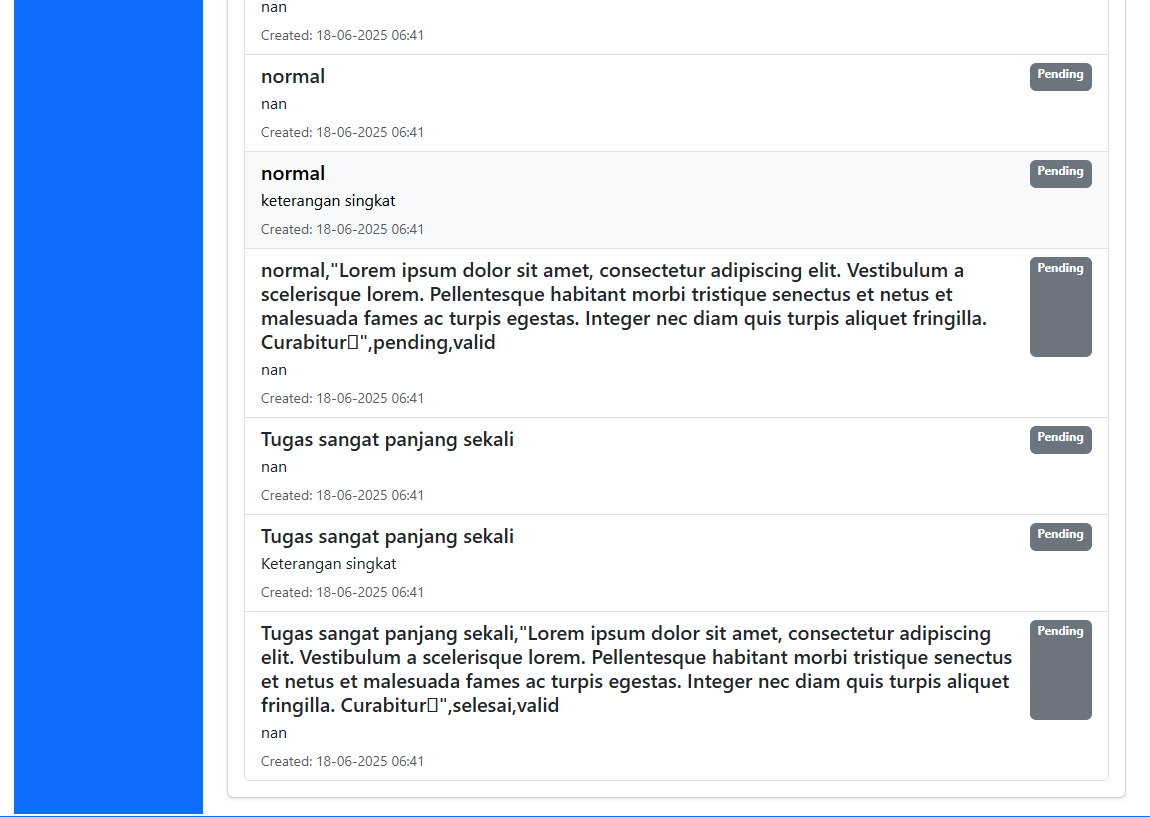 nan
Created: 18-06-2025 06:41
normal
Pending
nan
Created: 18-06-2025 06:41
normal
Pending
keterangan singkat
Created: 18-06-2025 06:41
normal,"Lorem ipsum dolor sit amet, consectetur adipiscing elit. Vestibulum a
Pending
scelerisque lorem. Pellentesque habitant morbi tristique senectus et netus et
malesuada fames ac turpis egestas. Integer nec diam quis turpis aliquet fringilla.
Curabitur▯",pending,valid
nan
Created: 18-06-2025 06:41
Tugas sangat panjang sekali
Pending
nan
Created: 18-06-2025 06:41
Tugas sangat panjang sekali
Pending
Keterangan singkat
Created: 18-06-2025 06:41
Tugas sangat panjang sekali,"Lorem ipsum dolor sit amet, consectetur adipiscing
Pending
elit. Vestibulum a scelerisque lorem. Pellentesque habitant morbi tristique senectus
et netus et malesuada fames ac turpis egestas. Integer nec diam quis turpis aliquet
fringilla. Curabitur▯",selesai,valid
nan
Created: 18-06-2025 06:41